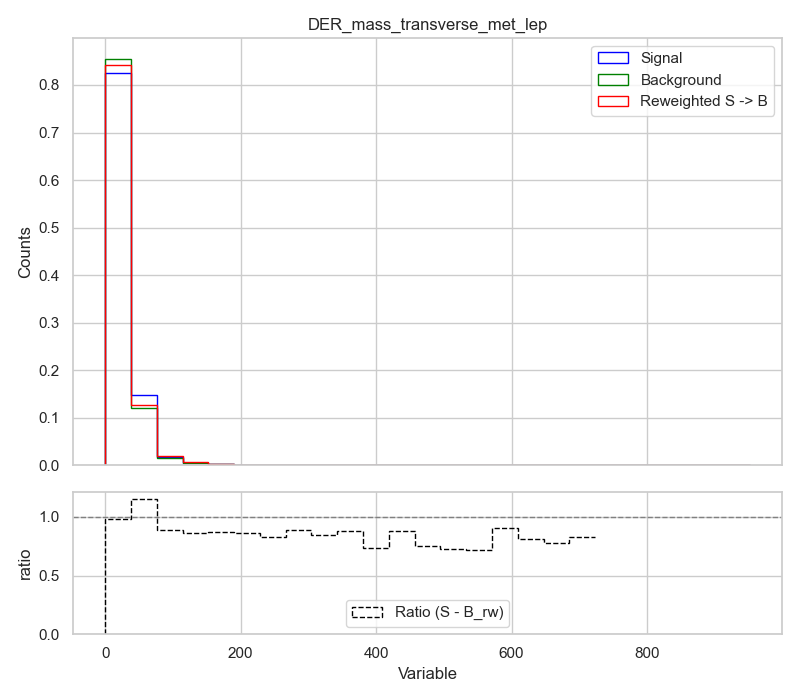 DER_mass_transverse_met_lep
Signal
Background
Reweighted S -> B
0.8
0.7
0.6
0.5
0.4
0.3
0.2
0.1
0.0
Counts
1.0
0.5
0.0
ratio
Ratio (S - B_rw)
0 200 400 600 800
Variable